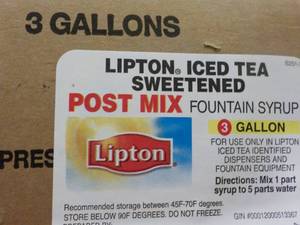 3 GALLONS
LIPTON® ICED TEA
SWEETENED
POST MIX FOUNTAIN SYRUP
3 GALLON
FOR USE ONLY IN LIPTON
ICED TEA IDENTIFIED
DISPENSERS AND
FOUNTAIN EQUIPMENT
Directions: Mix 1 part
syrup to 5 parts water
PRES
Lipton
Recommended storage between 45F-70F degrees.
STORE BELOW 90F DEGREES. DO NOT FREEZE.